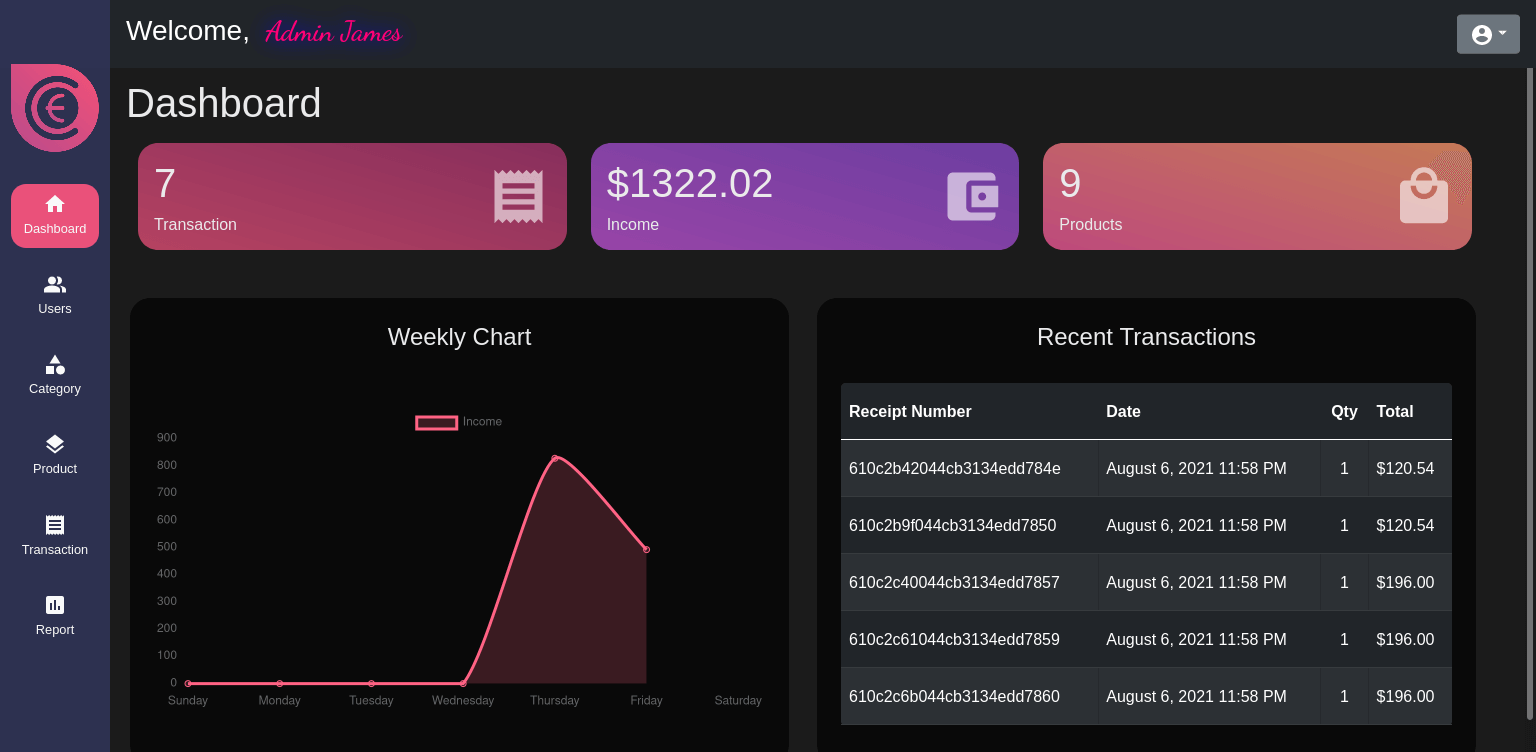 Welcome, Admin James
Dashboard
Users
Category
Product
Transaction
Report
Dashboard
7
Transaction
$1322.02
Income
9
Products
Weekly Chart
Income
900
800
700
600
500
400
300
200
100
0
Sunday Monday Tuesday Wednesday Thursday Friday Saturday
Recent Transactions
Receipt Number Date Qty Total
610c2b42044cb3134edd784e August 6, 2021 11:58 PM 1 $120.54
610c2b9f044cb3134edd7850 August 6, 2021 11:58 PM 1 $120.54
610c2c40044cb3134edd7857 August 6, 2021 11:58 PM 1 $196.00
610c2c61044cb3134edd7859 August 6, 2021 11:58 PM 1 $196.00
610c2c6b044cb3134edd7860 August 6, 2021 11:58 PM 1 $196.00